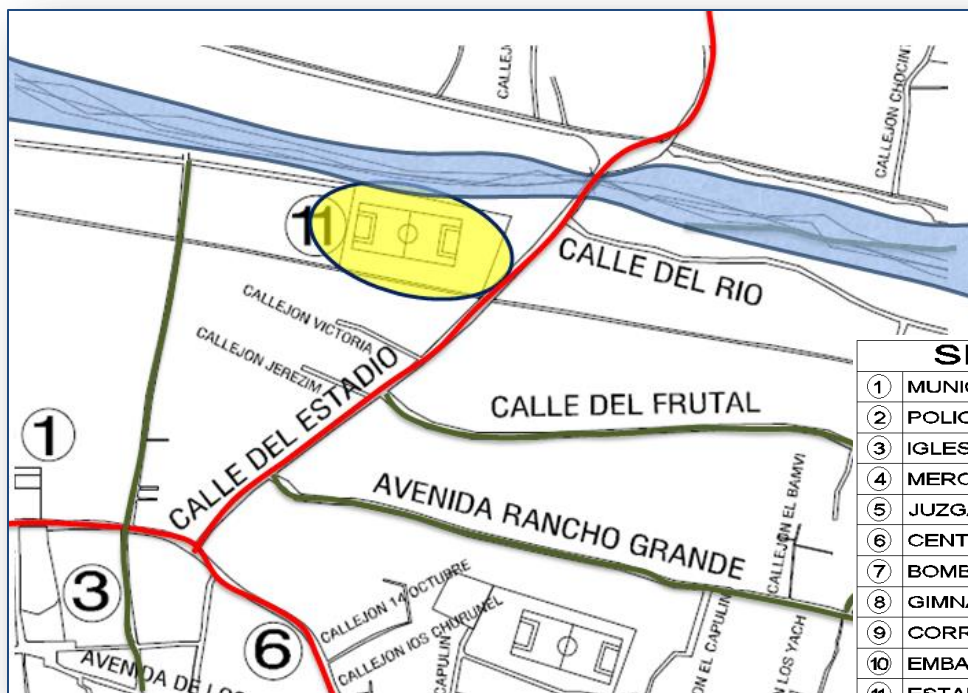 CALLEJON CHOCINT
11
CALLE DEL RIO
CALLEJON VICTORIA
CALLEJON JEREZIM
CALLE DEL ESTADIO
CALLE DEL FRUTAL
1
AVENIDA RANCHO GRANDE
CALLEJON EL BAMVI
3
6
CALLEJON 14 OCTUBRE
CALLEJON IOS CHURUNEL
CAPULIN
ON EL CAPULIN
N LOS YACH
AVENIDA DE LOS
1 MUNIC
2 POLIC
3 IGLES
4 MERC
5 JUZGA
6 CENT
7 BOMB
8 GIMNA
9 CORR
10 EMBA
11 ESTA